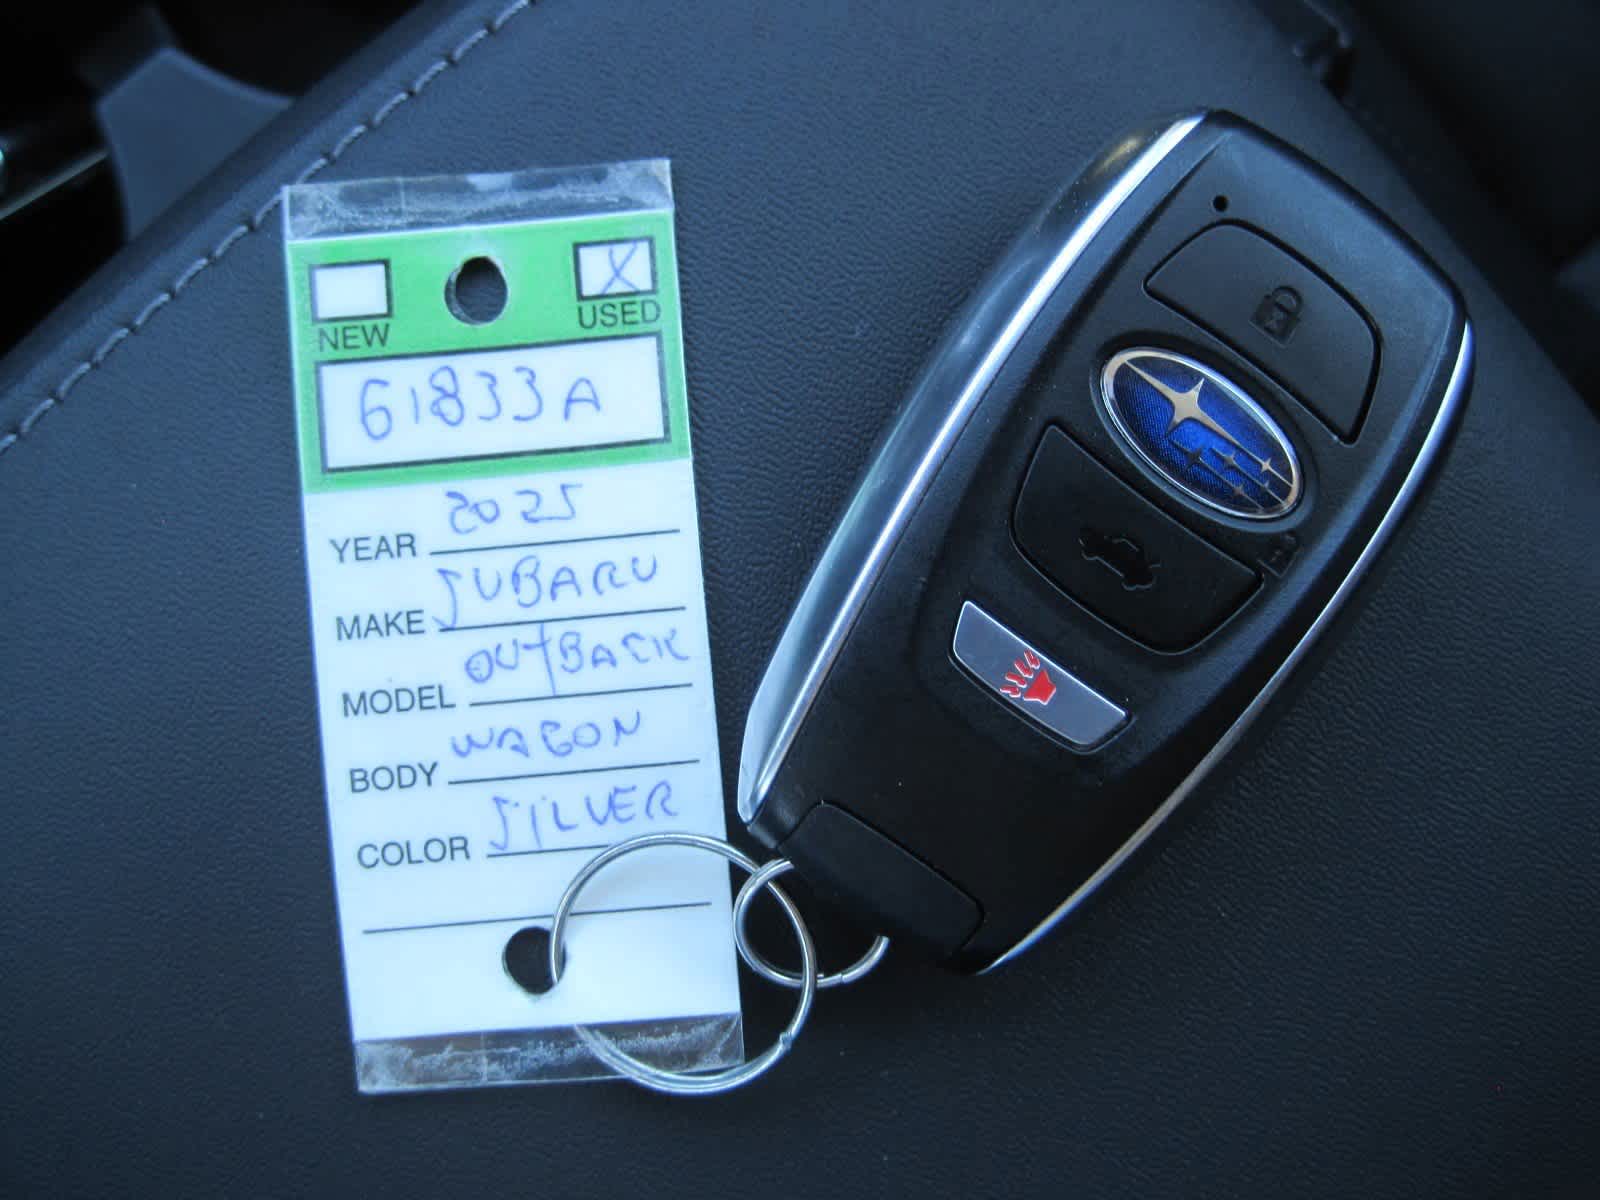 NEW X USED
61833A
YEAR 2025
MAKE SUBARU
MODEL OUTBACK
BODY WAGON
COLOR SILVER